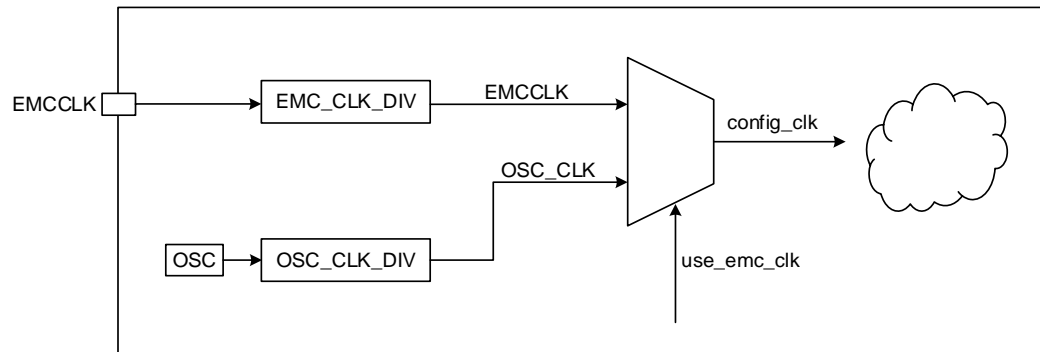 EMCCLK
EMC_CLK_DIV
EMCCLK
config_clk
OSC_CLK
OSC
OSC_CLK_DIV
use_emc_clk